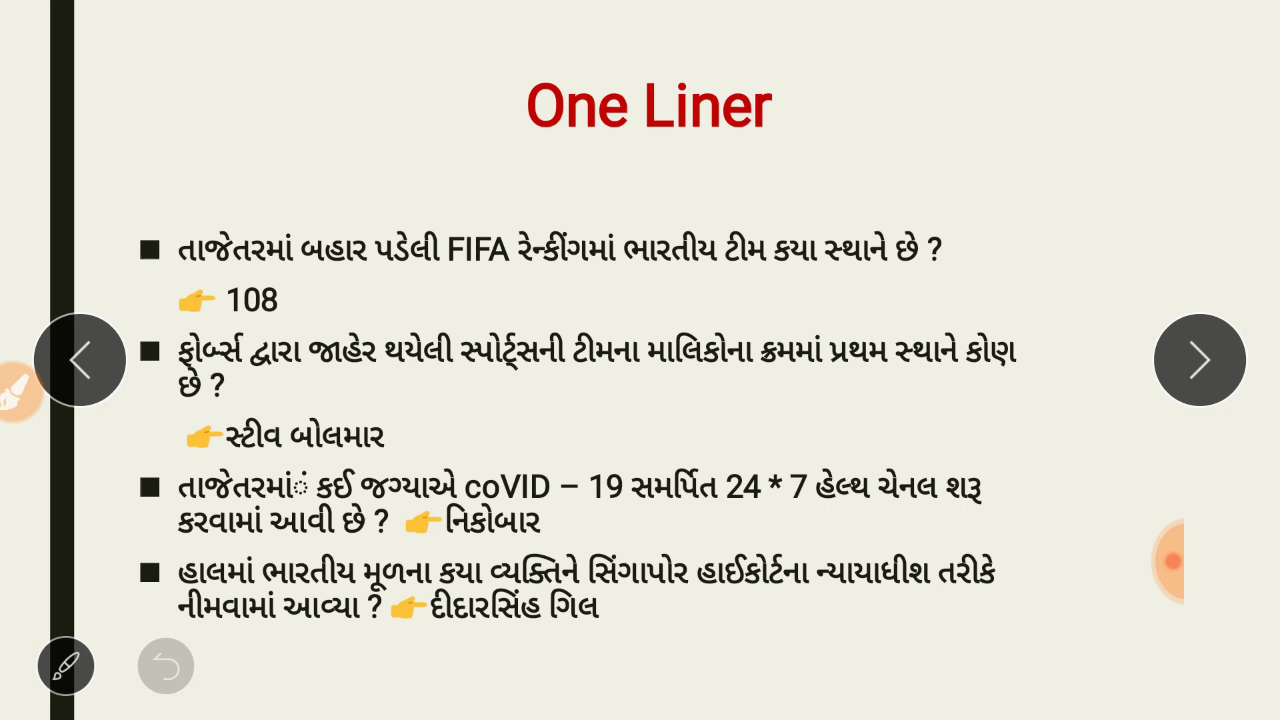 One Liner
તાજેતરમાં બહાર પડેલી FIFA રેન્કીંગમાં ભારતીય ટીમ કયા સ્થાને છે ?
👉 108
ફોર્બ્સ દ્વારા જાહેર થયેલી સ્પોર્ટ્સની ટીમના માલિકોના ક્રમમાં પ્રથમ સ્થાને કોણ
છે ?
👉સ્ટીવ બોલમાર
તાજેતરમાંં કઈ જગ્યાએ coVID – 19 સમર્પિત 24 * 7 હેલ્થ ચેનલ શરૂ
કરવામાં આવી છે ? 👉નિકોબાર
હાલમાં ભારતીય મૂળના કયા વ્યક્તિને સિંગાપોર હાઈકોર્ટના ન્યાયાધીશ તરીકે
નીમવામાં આવ્યા ? 👉દીદારસિંહ ગિલ